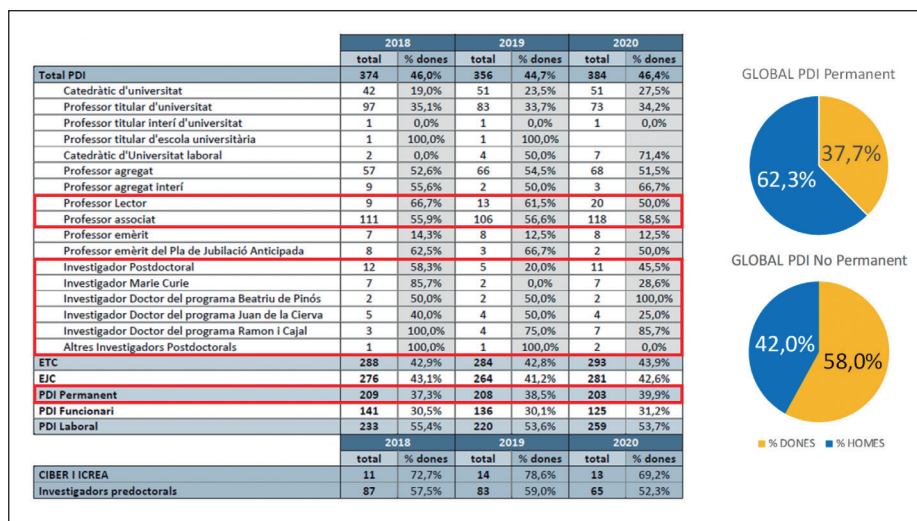 2018 2019 2020
total % dones total % dones total % dones
Total PDI 374 46,0% 356 44,7% 384 46,4%
Catedràtic d'universitat 42 19,0% 51 23,5% 51 27,5%
Professor titular d'universitat 97 35,1% 83 33,7% 73 34,2%
Professor titular interí d'universitat 1 0,0% 1 0,0% 1 0,0%
Professor titular d'escola universitària 1 100,0% 1 100,0%
Catedràtic d'Universitat laboral 2 0,0% 4 50,0% 7 71,4%
Professor agregat 57 52,6% 66 54,5% 68 51,5%
Professor agregat interí 9 55,6% 2 50,0% 3 66,7%
Professor Lector 9 66,7% 13 61,5% 20 50,0%
Professor associat 111 55,9% 106 56,6% 118 58,5%
Professor emèrit 7 14,3% 8 12,5% 8 12,5%
Professor emèrit del Pla de Jubilació Anticipada 8 62,5% 3 66,7% 2 50,0%
Investigador Postdoctoral 12 58,3% 5 20,0% 11 45,5%
Investigador Marie Curie 7 85,7% 2 0,0% 7 28,6%
Investigador Doctor del programa Beatriu de Pinós 2 50,0% 2 50,0% 2 100,0%
Investigador Doctor del programa Juan de la Cierva 5 40,0% 4 50,0% 4 25,0%
Investigador Doctor del programa Ramon i Cajal 3 100,0% 4 75,0% 7 85,7%
Altres Investigadors Postdoctorals 1 100,0% 1 100,0% 2 0,0%
ETC 288 42,9% 284 42,8% 293 43,9%
EJC 276 43,1% 264 41,2% 281 42,6%
PDI Permanent 209 37,3% 208 38,5% 203 39,9%
PDI Funcionari 141 30,5% 136 30,1% 125 31,2%
PDI Laboral 233 55,4% 220 53,6% 259 53,7%
2018 2019 2020
total % dones total % dones total % dones
CIBER I ICREA 11 72,7% 14 78,6% 13 69,2%
Investigadors predoctorals 87 57,5% 83 59,0% 65 52,3%
GLOBAL PDI Permanent
37,7%
62,3%
GLOBAL PDI No Permanent
42,0%
58,0%
% DONES % HOMES